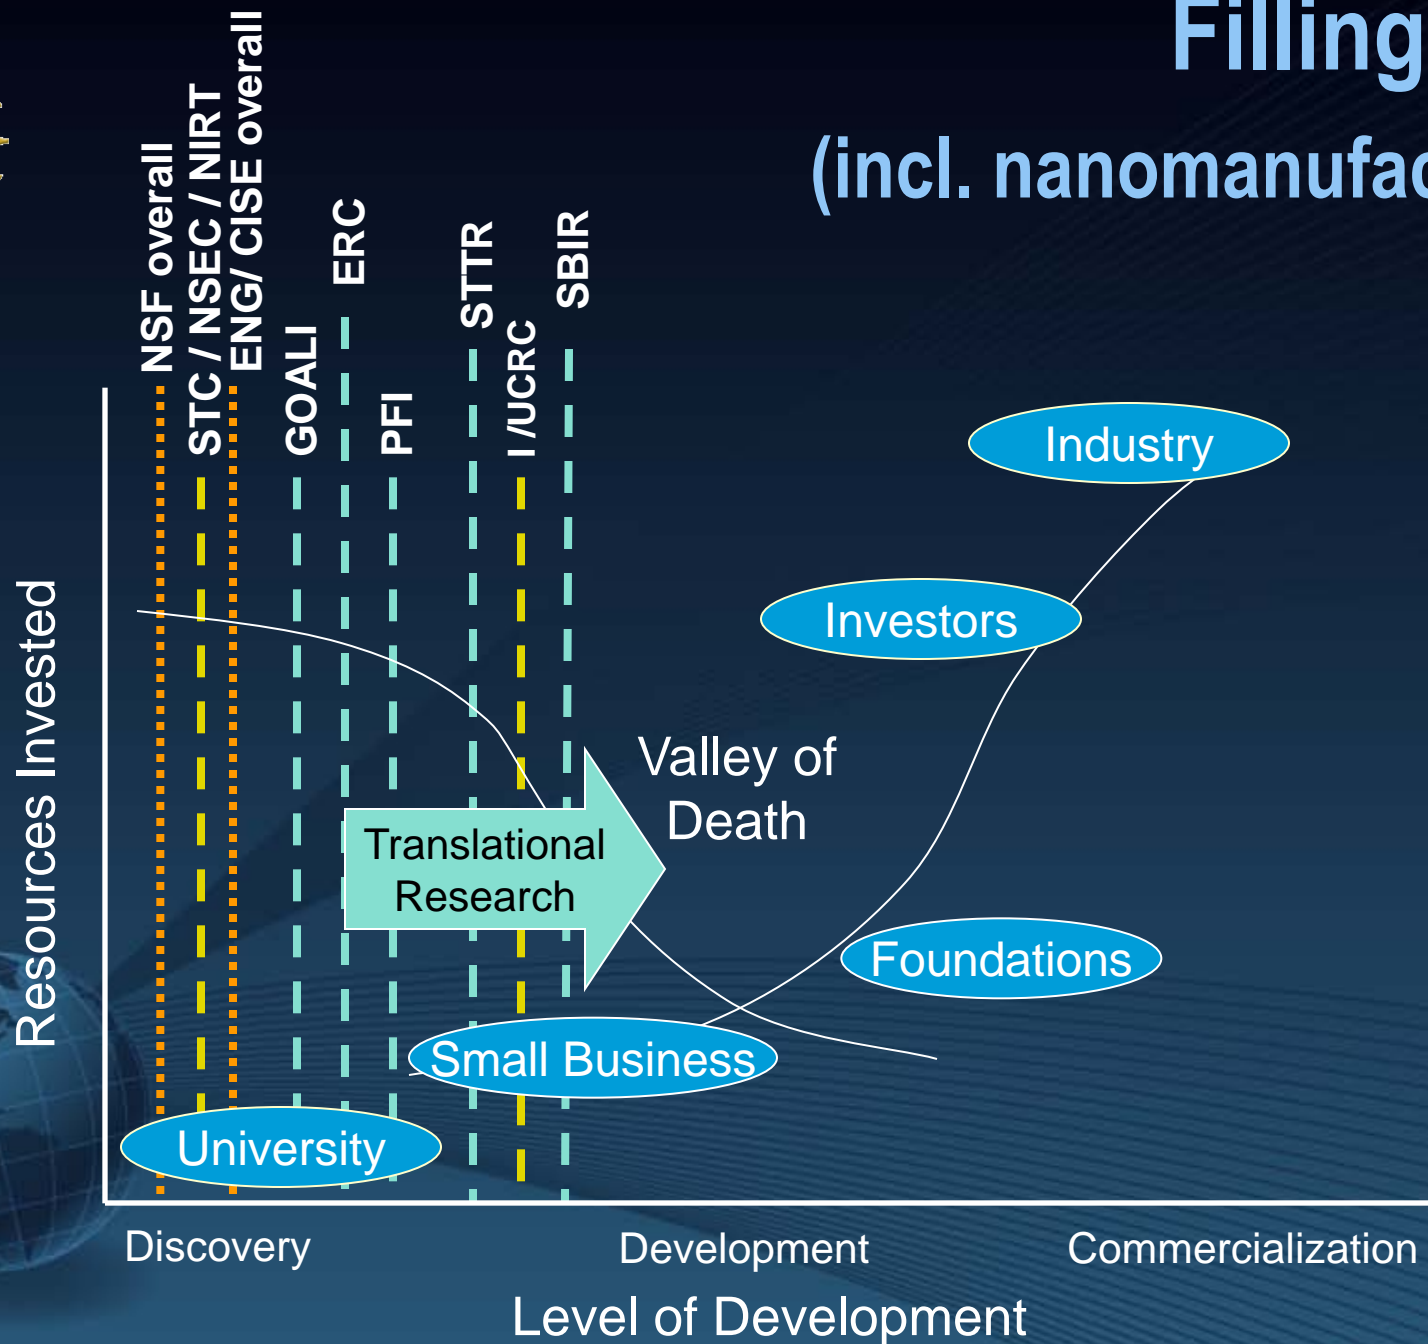 Filling
(incl. nanomanufac
NSF overall
STC / NSEC / NIRT
ENG/ CISE overall
GOALI
ERC
PFI
STTR
I /UCRC
SBIR
Industry
Investors
Valley of
Death
Translational
Research
Foundations
Small Business
University
Resources Invested
Discovery
Development
Commercialization
Level of Development